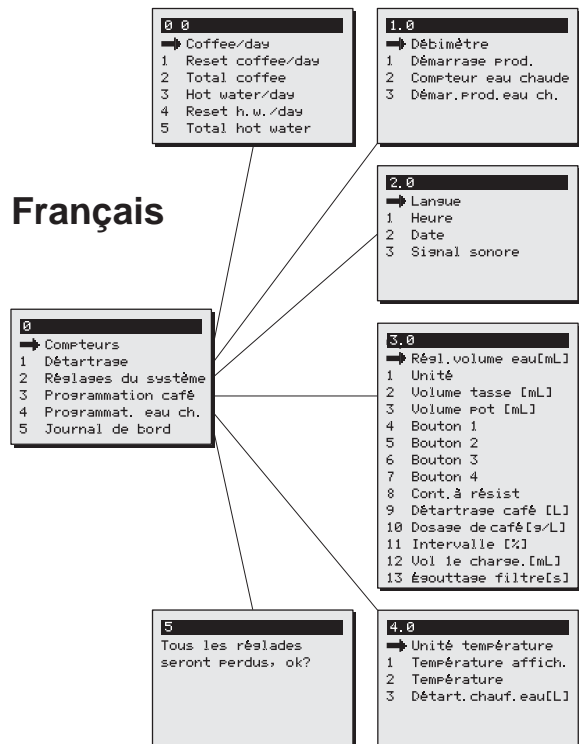 0 0
Coffee/day
1 Reset coffee/day
2 Total coffee
3 Hot water/day
4 Reset h.w./day
5 Total hot water
1.0
Débimètre
1 Démarrage prod.
2 Compteur eau chaude
3 Démar.prod.eau ch.
Français
2.0
Langue
1 Heure
2 Date
3 Signal sonore
0
Compteurs
1 Détartrage
2 Réglages du système
3 Programmation café
4 Programmat. eau ch.
5 Journal de bord
3.0
Régl.volume eau[mL]
1 Unité
2 Volume tasse [mL]
3 Volume pot [mL]
4 Bouton 1
5 Bouton 2
6 Bouton 3
7 Bouton 4
8 Cont.à résist
9 Détartrage café [L]
10 Dosage de café[g/L]
11 Intervalle [%]
12 Vol 1e charge.[mL]
13 Égouttage filtre[s]
5
Tous les réglades
seront perdus, ok?
4.0
Unité température
1 Température affich.
2 Température
3 Détart.chauf.eau[L]